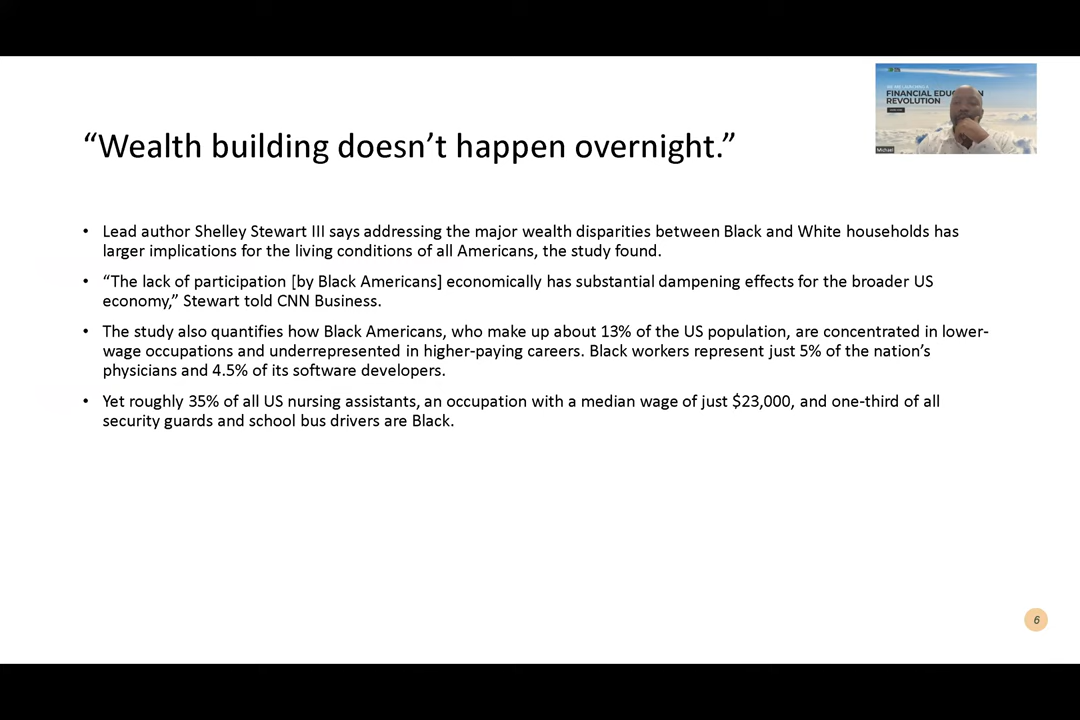 “Wealth building doesn’t happen overnight.”
FINANCIAL EDUC N
REVOLUTION
Michael
• Lead author Shelley Stewart III says addressing the major wealth disparities between Black and White households has
larger implications for the living conditions of all Americans, the study found.
• “The lack of participation [by Black Americans] economically has substantial dampening effects for the broader US
economy,” Stewart told CNN Business.
• The study also quantifies how Black Americans, who make up about 13% of the US population, are concentrated in lower-
wage occupations and underrepresented in higher-paying careers. Black workers represent just 5% of the nation’s
physicians and 4.5% of its software developers.
• Yet roughly 35% of all US nursing assistants, an occupation with a median wage of just $23,000, and one-third of all
security guards and school bus drivers are Black.
6